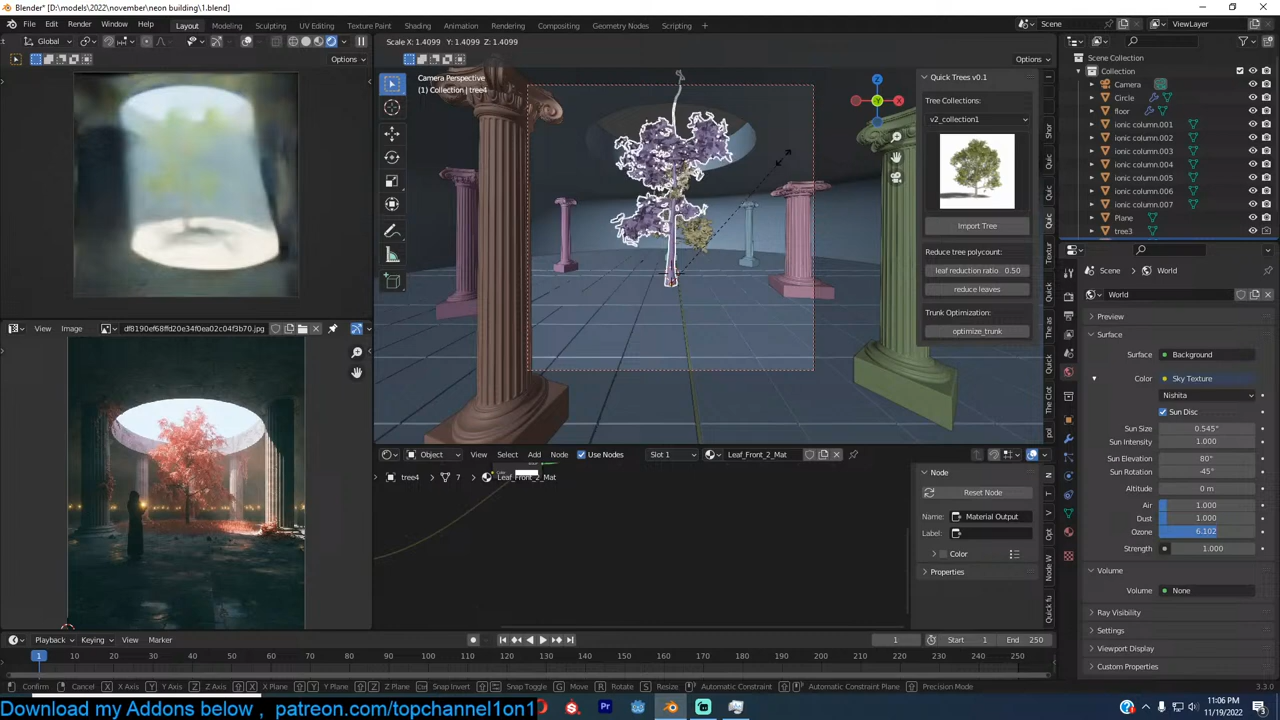 Blender* [D:\models\2022\november\neon building\1.blend]
File Edit Render Window Help Layout Modeling Sculpting UV Editing Texture Paint Shading Animation Rendering Compositing Geometry Nodes Scripting Scene ViewLayer
Global Scale X: 1.4099 Y: 1.4099 Z: 1.4099
Options Options
Camera Perspective
(1) Collection | tree4
Quick Trees v0.1
Tree Collections:
v2_collection1
Import Tree
Reduce tree polycount:
leaf reduction ratio 0.50
reduce leaves
Trunk Optimization:
optimize_trunk
Scene Collection
Collection
Camera
Circle
floor
ionic column.001
ionic column.002
ionic column.003
ionic column.004
ionic column.005
ionic column.006
ionic column.007
Plane
tree3
Scene World
World
Preview
Surface
Surface Background
Color Sky Texture
Nishita
Sun Disc
Sun Size 0.545°
Sun Intensity 1.000
Sun Elevation 80°
Sun Rotation -45°
Altitude 0 m
Air 1.000
Dust 1.000
Ozone 6.102
Strength 1.000
Volume
Volume None
Ray Visibility
Settings
Viewport Display
Custom Properties
View Image df8190ef68ffd20e34f0ea02c4f3b70.jpg
Object View Select Add Node Use Nodes Slot 1 Leaf_Front_2_Mat
tree4 7 Leaf_Front_2_Mat
Node
Reset Node
Name: Material Output
Label:
Color
Properties
Playback Keying View Marker 1 Start 1 End 250
1 10 20 30 40 50 60 70 80 90 100 110 120 130 140 150 160 170 180 190 200 210 220 230 240 250
Confirm Cancel X X Axis Y Y Axis Z Z Axis X X Plane Y Y Plane Z Z Plane Snap Invert Snap Toggle G Move R Rotate S Resize Automatic Constraint Automatic Constraint Plane Precision Mode 3.3.0
Download my Addons below , patreon.com/topchannel1on1
11:06 PM
11/19/2022